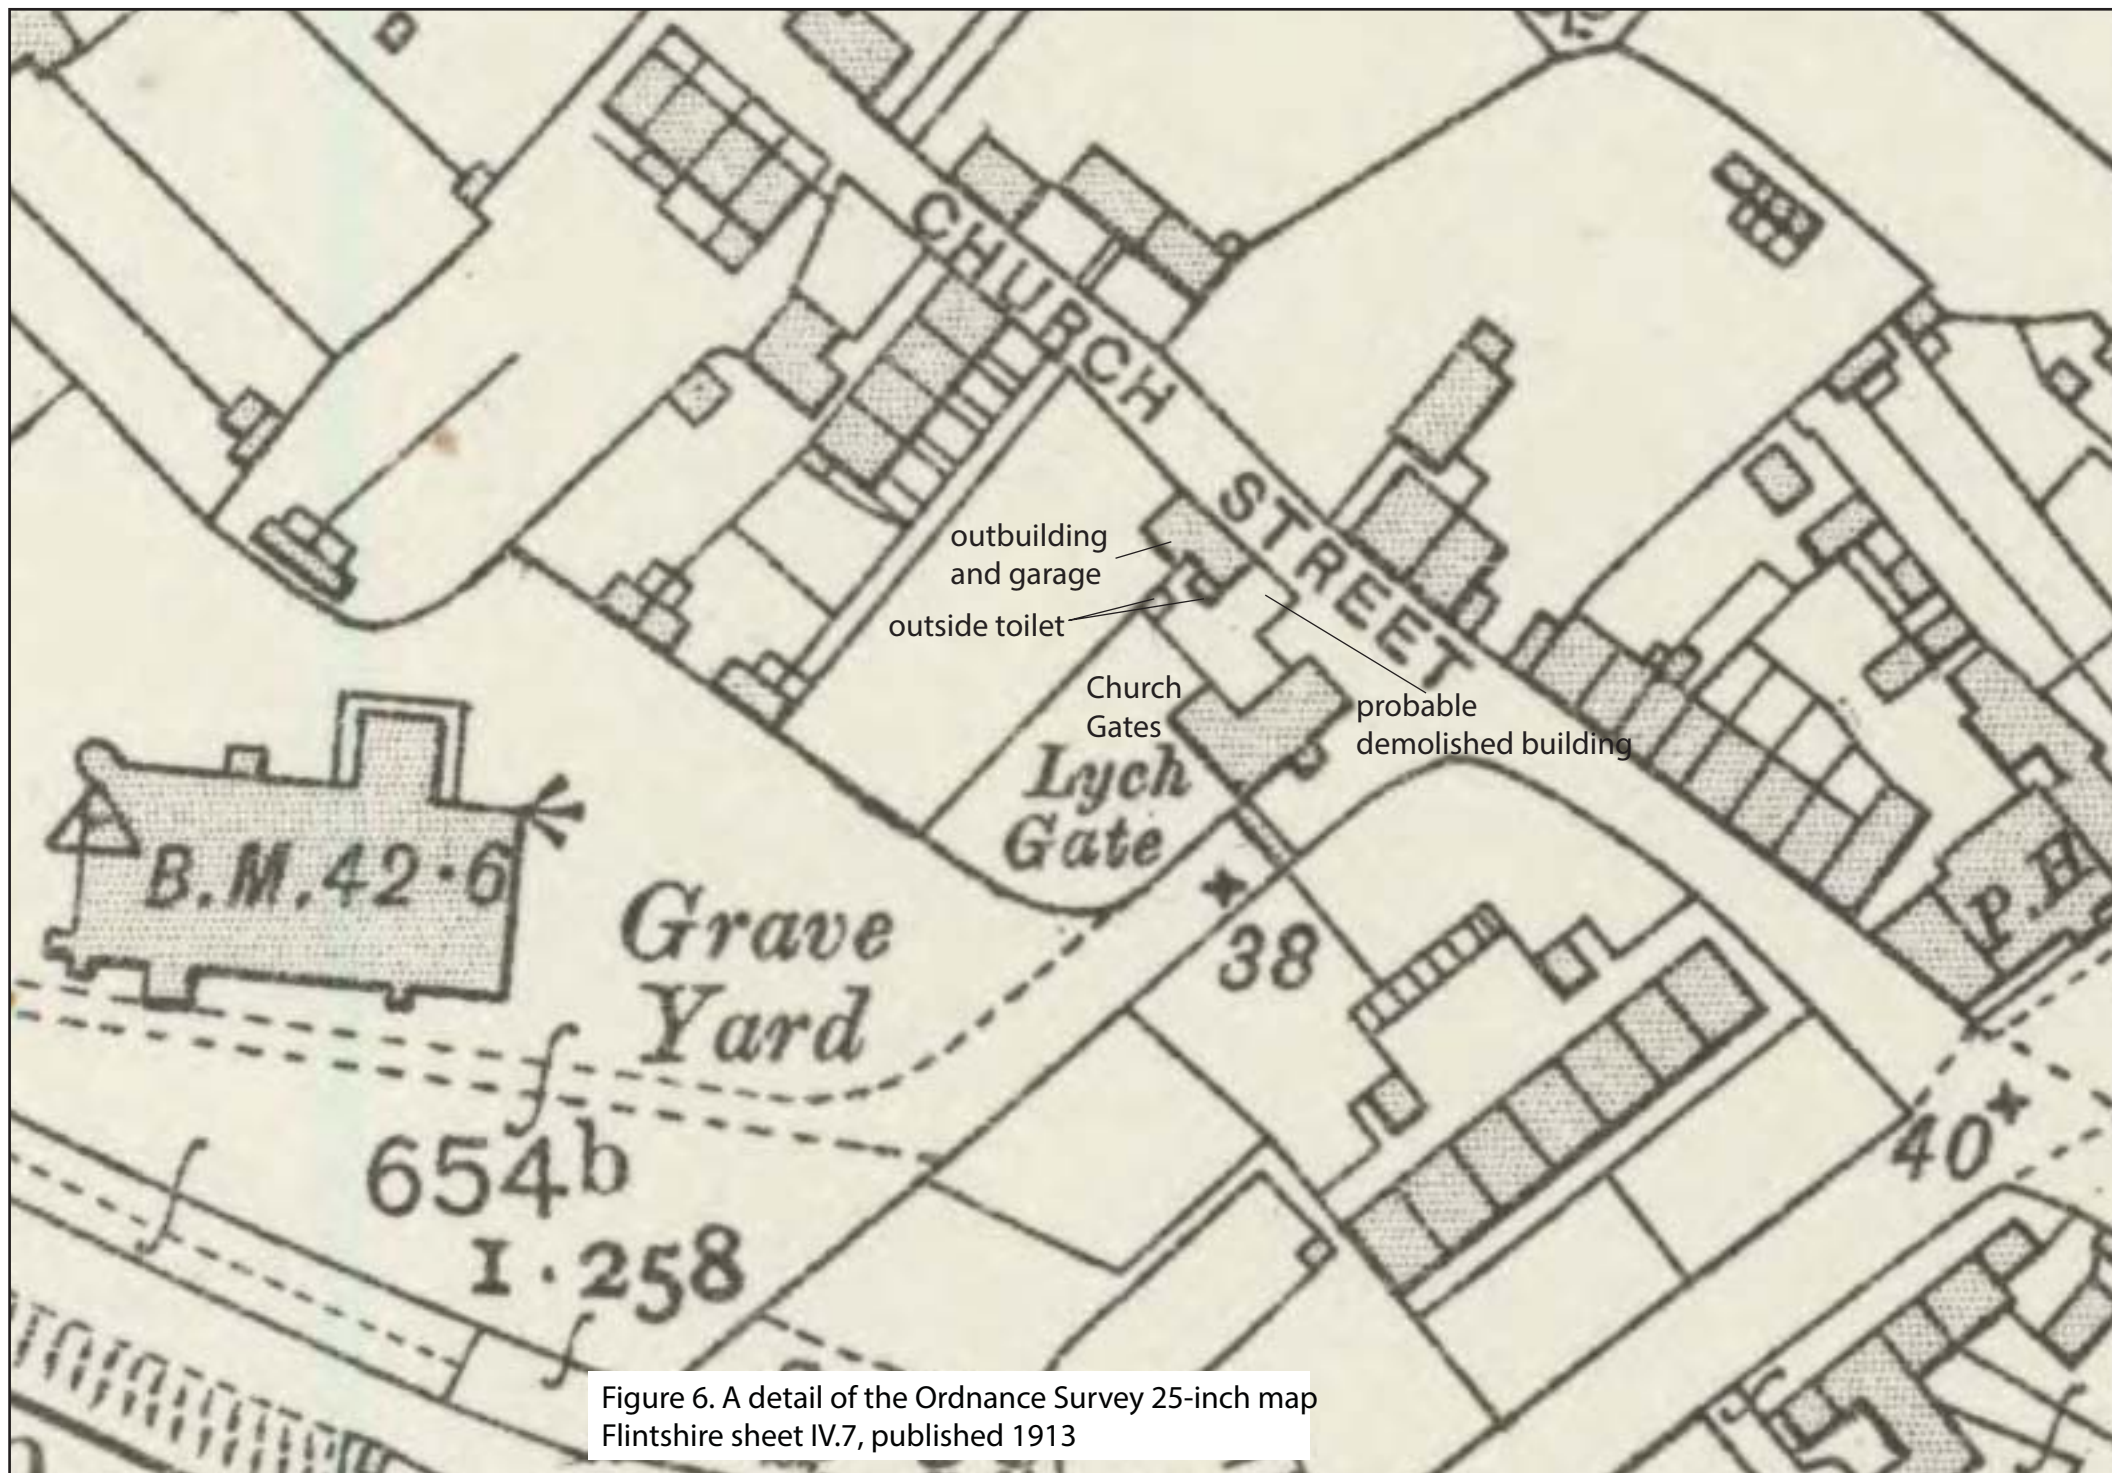 CHURCH STREET
outbuilding
and garage
outside toilet
Church
Gates
probable
demolished building
Lych
Gate
B.M.42·6
P.H
Grave
Yard
38
40
654b
1·258
Figure 6. A detail of the Ordnance Survey 25-inch map
Flintshire sheet IV.7, published 1913